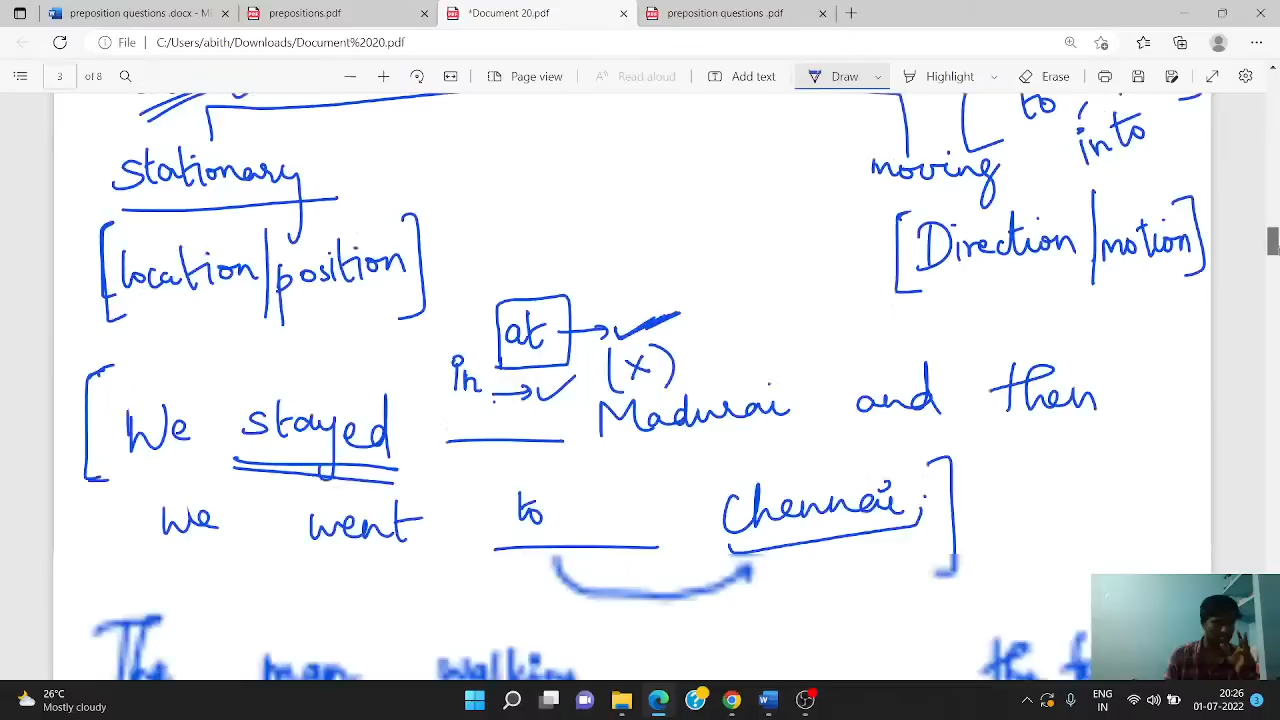 preposition questions .docx - Mi
prepositions.pdf
*Document 20.pdf
preposition questions .pdf
File
C:/Users/abith/Downloads/Document%2020.pdf
3 of 8
Page view
Read aloud
Add text
Draw
Highlight
Erase
to ,
into
stationary
moving
[location/position]
[Direction/motion]
at → ✓
in → ✓ (x)
[We stayed ____ Madurai and then
we went to Chennai;]
The man walkin
26°C
Mostly cloudy
ENG
IN
20:26
01-07-2022